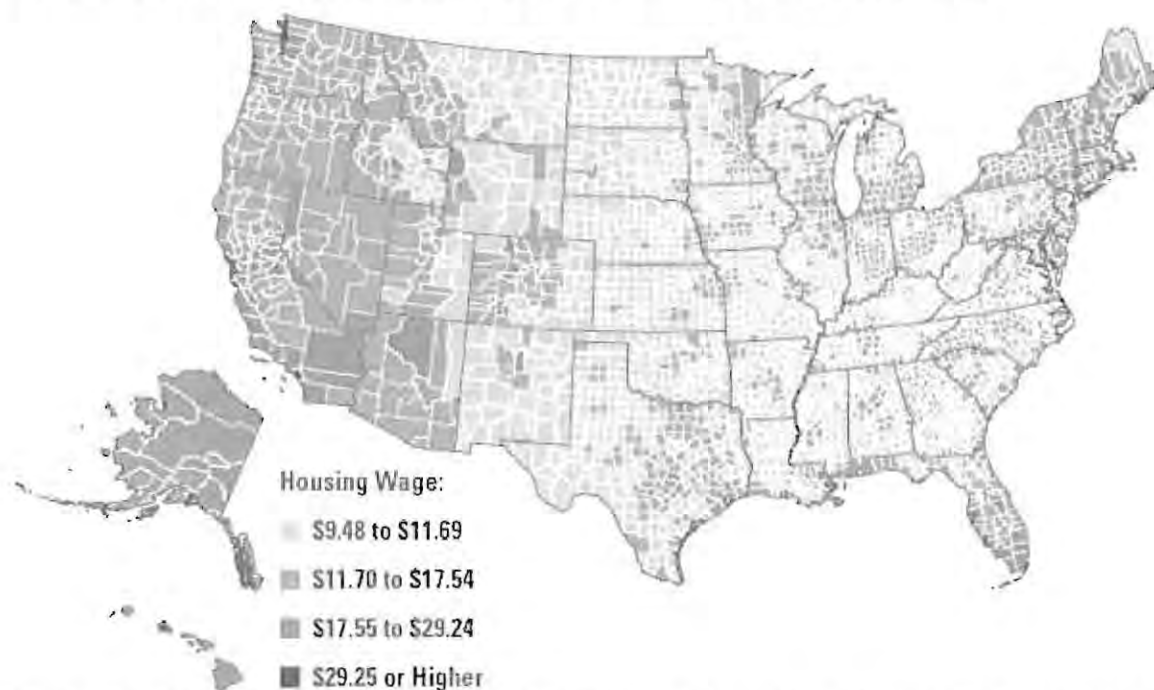 Housing Wage:
$9.48 to $11.69
$11.70 to $17.54
$17.55 to $29.24
$29.25 or Higher